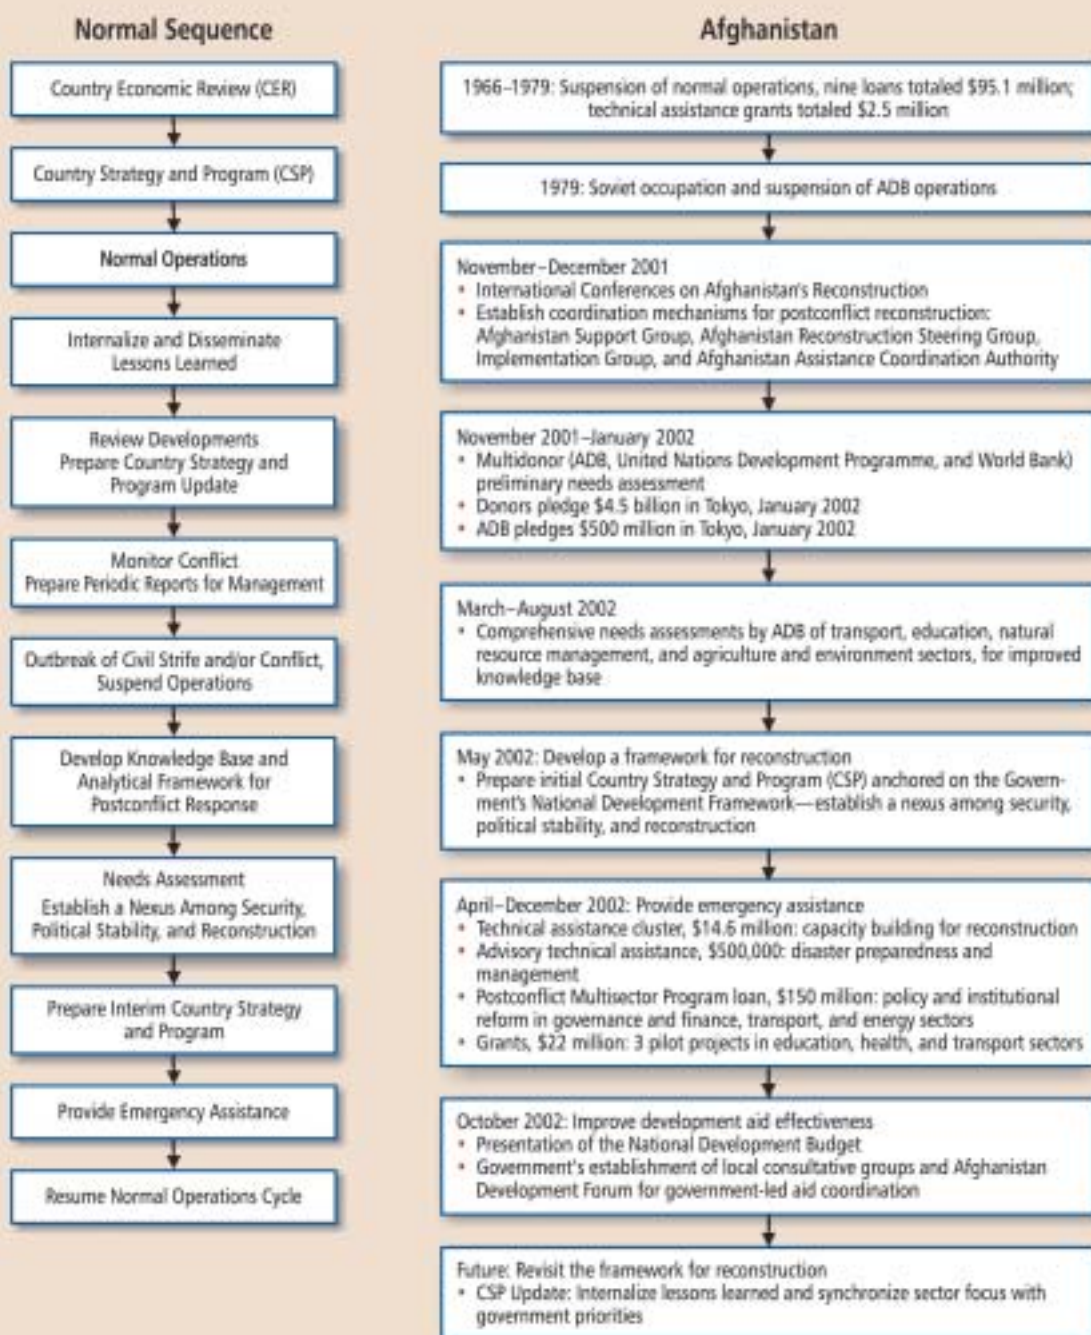 Normal Sequence
Country Economic Review (CER)
Country Strategy and Program (CSP)
Normal Operations
Internalize and Disseminate
Lessons Learned
Review Developments
Prepare Country Strategy and
Program Update
Monitor Conflict
Prepare Periodic Reports for Management
Outbreak of Civil Strife and/or Conflict,
Suspend Operations
Develop Knowledge Base and
Analytical Framework for
Postconflict Response
Needs Assessment
Establish a Nexus Among Security,
Political Stability, and Reconstruction
Prepare Interim Country Strategy
and Program
Provide Emergency Assistance
Resume Normal Operations Cycle
Afghanistan
1966–1979: Suspension of normal operations, nine loans totaled $95.1 million;
technical assistance grants totaled $2.5 million
1979: Soviet occupation and suspension of ADB operations
November–December 2001
• International Conferences on Afghanistan's Reconstruction
• Establish coordination mechanisms for postconflict reconstruction:
Afghanistan Support Group, Afghanistan Reconstruction Steering Group,
Implementation Group, and Afghanistan Assistance Coordination Authority
November 2001–January 2002
• Multidonor (ADB, United Nations Development Programme, and World Bank)
preliminary needs assessment
• Donors pledge $4.5 billion in Tokyo, January 2002
• ADB pledges $500 million in Tokyo, January 2002
March–August 2002
• Comprehensive needs assessments by ADB of transport, education, natural
resource management, and agriculture and environment sectors, for improved
knowledge base
May 2002: Develop a framework for reconstruction
• Prepare initial Country Strategy and Program (CSP) anchored on the Govern-
ment's National Development Framework—establish a nexus among security,
political stability, and reconstruction
April–December 2002: Provide emergency assistance
• Technical assistance cluster, $14.6 million: capacity building for reconstruction
• Advisory technical assistance, $500,000: disaster preparedness and
management
• Postconflict Multisector Program loan, $150 million: policy and institutional
reform in governance and finance, transport, and energy sectors
• Grants, $22 million: 3 pilot projects in education, health, and transport sectors
October 2002: Improve development aid effectiveness
• Presentation of the National Development Budget
• Government's establishment of local consultative groups and Afghanistan
Development Forum for government-led aid coordination
Future: Revisit the framework for reconstruction
• CSP Update: Internalize lessons learned and synchronize sector focus with
government priorities